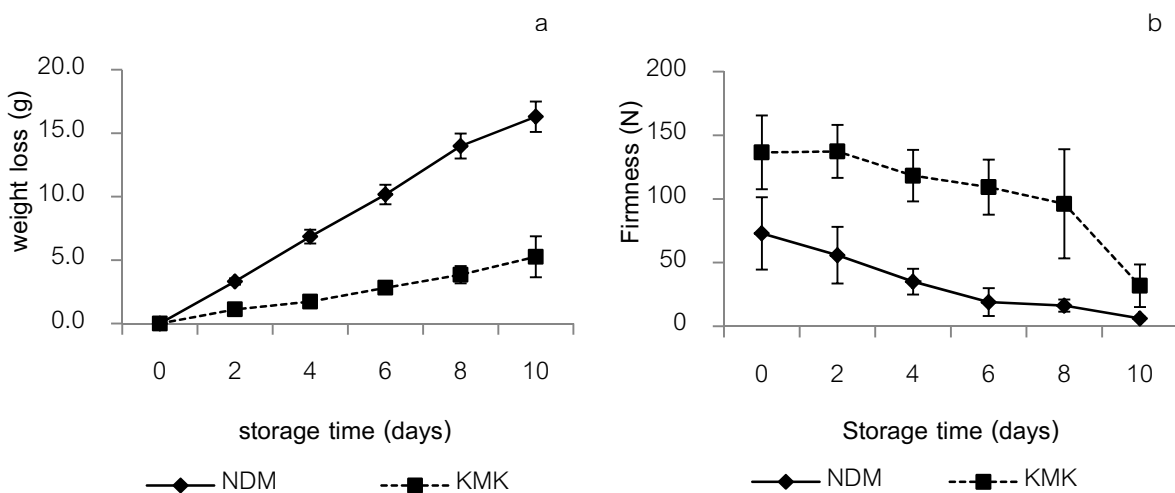 a
20.0
15.0
10.0
5.0
0.0
weight loss (g)
0 2 4 6 8 10
storage time (days)
NDM KMK
b
200
150
100
50
0
Firmness (N)
0 2 4 6 8 10
Storage time (days)
NDM KMK